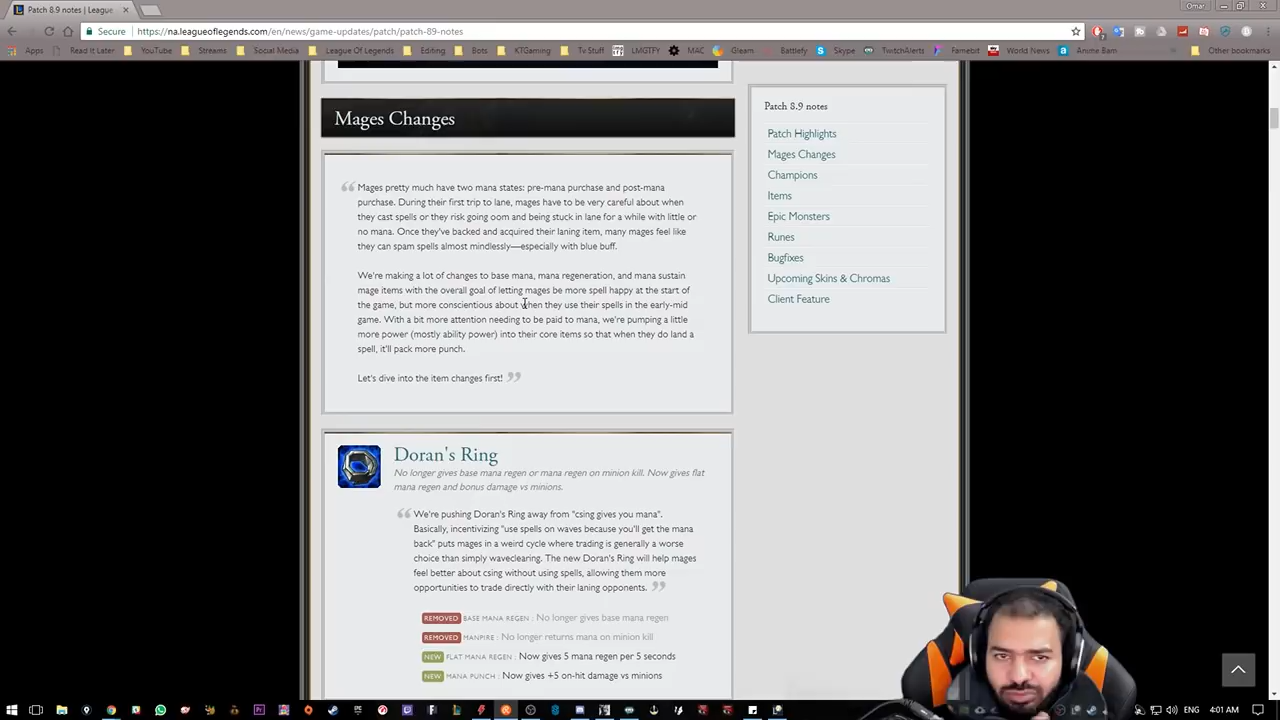 Patch 8.9 notes | League
Omar
Secure | https://na.leagueoflegends.com/en/news/game-updates/patch/patch-89-notes
Apps Read It Later YouTube Streams Social Media League Of Legends Editing Bots KTGaming Tv Stuff LMGTFY MAC Gleam Battlefy Skype TwitchAlerts Famebit World News Anime Bam Other bookmarks
Mages Changes
Mages pretty much have two mana states: pre-mana purchase and post-mana
purchase. During their first trip to lane, mages have to be very careful about when
they cast spells or they risk going oom and being stuck in lane for a while with little or
no mana. Once they've backed and acquired their laning item, many mages feel like
they can spam spells almost mindlessly—especially with blue buff.
We're making a lot of changes to base mana, mana regeneration, and mana sustain
mage items with the overall goal of letting mages be more spell happy at the start of
the game, but more conscientious about when they use their spells in the early-mid
game. With a bit more attention needing to be paid to mana, we're pumping a little
more power (mostly ability power) into their core items so that when they do land a
spell, it'll pack more punch.
Let's dive into the item changes first!
Doran's Ring
No longer gives base mana regen or mana regen on minion kill. Now gives flat
mana regen and bonus damage vs minions.
We're pushing Doran's Ring away from "csing gives you mana".
Basically, incentivizing "use spells on waves because you'll get the mana
back" puts mages in a weird cycle where trading is generally a worse
choice than simply waveclearing. The new Doran's Ring will help mages
feel better about csing without using spells, allowing them more
opportunities to trade directly with their laning opponents.
REMOVED BASE MANA REGEN : No longer gives base mana regen
REMOVED MANPIRE : No longer returns mana on minion kill
NEW FLAT MANA REGEN : Now gives 5 mana regen per 5 seconds
NEW MANA PUNCH : Now gives +5 on-hit damage vs minions
Patch 8.9 notes
Patch Highlights
Mages Changes
Champions
Items
Epic Monsters
Runes
Bugfixes
Upcoming Skins & Chromas
Client Feature
ENG 4:01 AM